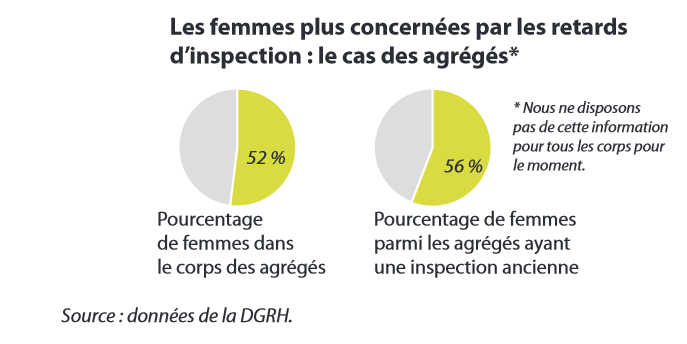 Les femmes plus concernées par les retards
d’inspection : le cas des agrégés*
52 %
Pourcentage
de femmes dans
le corps des agrégés
56 %
Pourcentage de femmes
parmi les agrégés ayant
une inspection ancienne
* Nous ne disposons
pas de cette information
pour tous les corps pour
le moment.
Source : données de la DGRH.